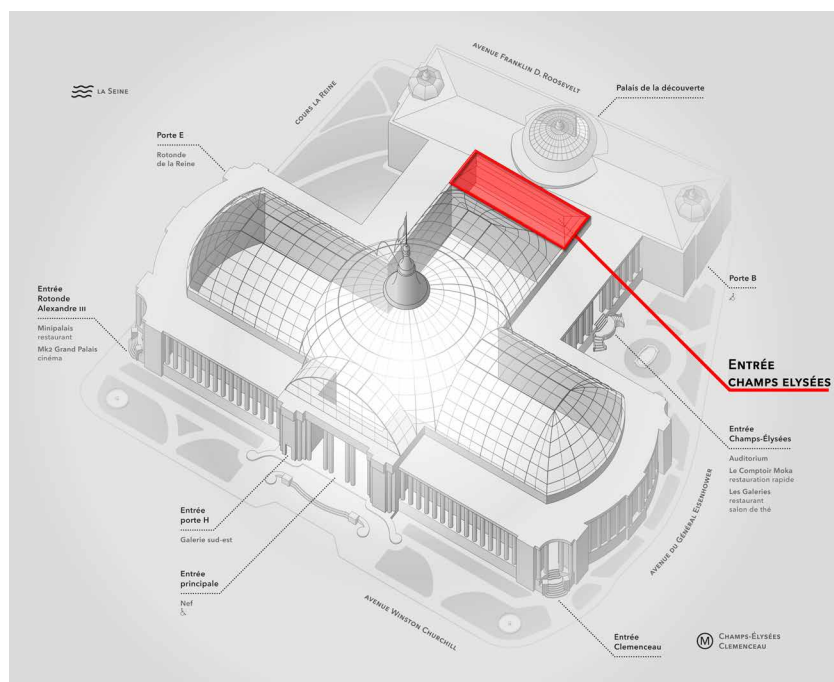 AVENUE FRANKLIN D. ROOSEVELT
LA SEINE
COURS LA REINE
Palais de la découverte
Porte E
Rotonde
de la Reine
Porte B
Entrée
Rotonde
Alexandre III
Minipalais
restaurant
Mk2 Grand Palais
cinéma
ENTRÉE
CHAMPS ELYSÉES
Entrée
Champs-Élysées
Auditorium
Le Comptoir Moka
restauration rapide
Les Galeries
restaurant
salon de thé
Entrée
porte H
Galerie sud-est
AVENUE DU GÉNÉRAL EISENHOWER
Entrée
principale
Nef
AVENUE WINSTON CHURCHILL
Entrée
Clemenceau
M
CHAMPS-ÉLYSÉES
CLEMENCEAU